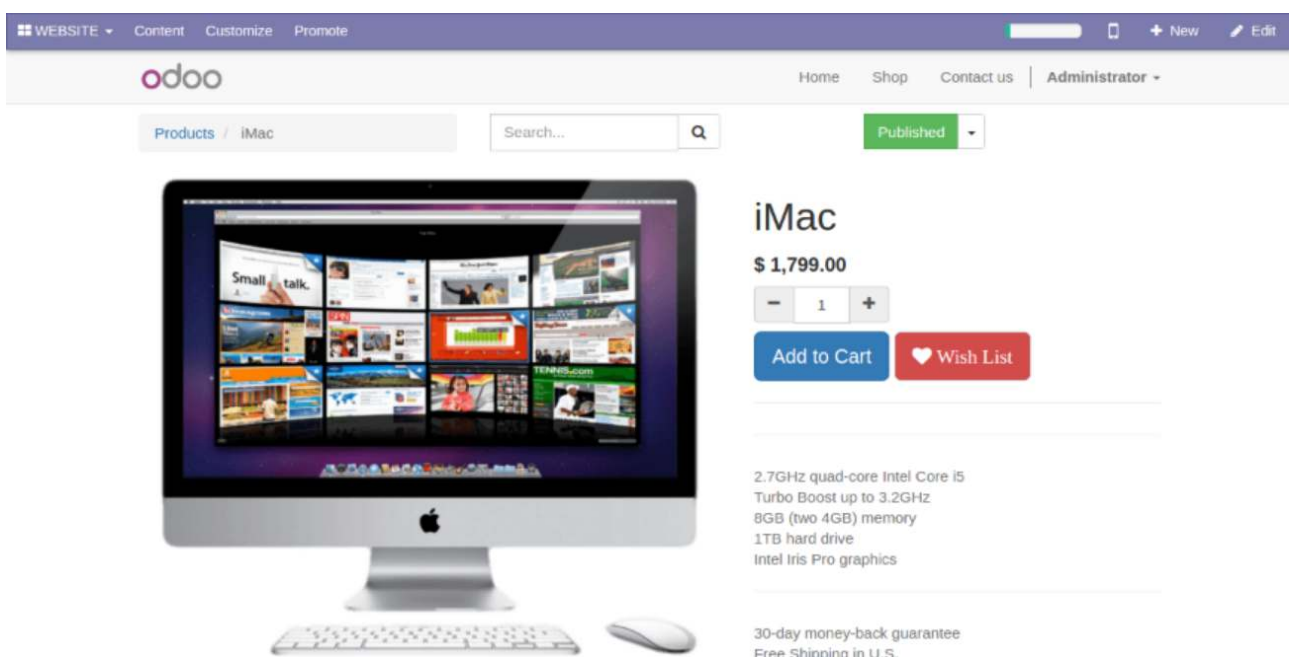 WEBSITE Content Customize Promote + New Edit
odoo Home Shop Contact us Administrator
Products / iMac Search... Published
Small talk.
TENNIS.com
iMac
$ 1,799.00
− 1 +
Add to Cart Wish List
2.7GHz quad-core Intel Core i5
Turbo Boost up to 3.2GHz
8GB (two 4GB) memory
1TB hard drive
Intel Iris Pro graphics
30-day money-back guarantee
Free Shipping in U.S.